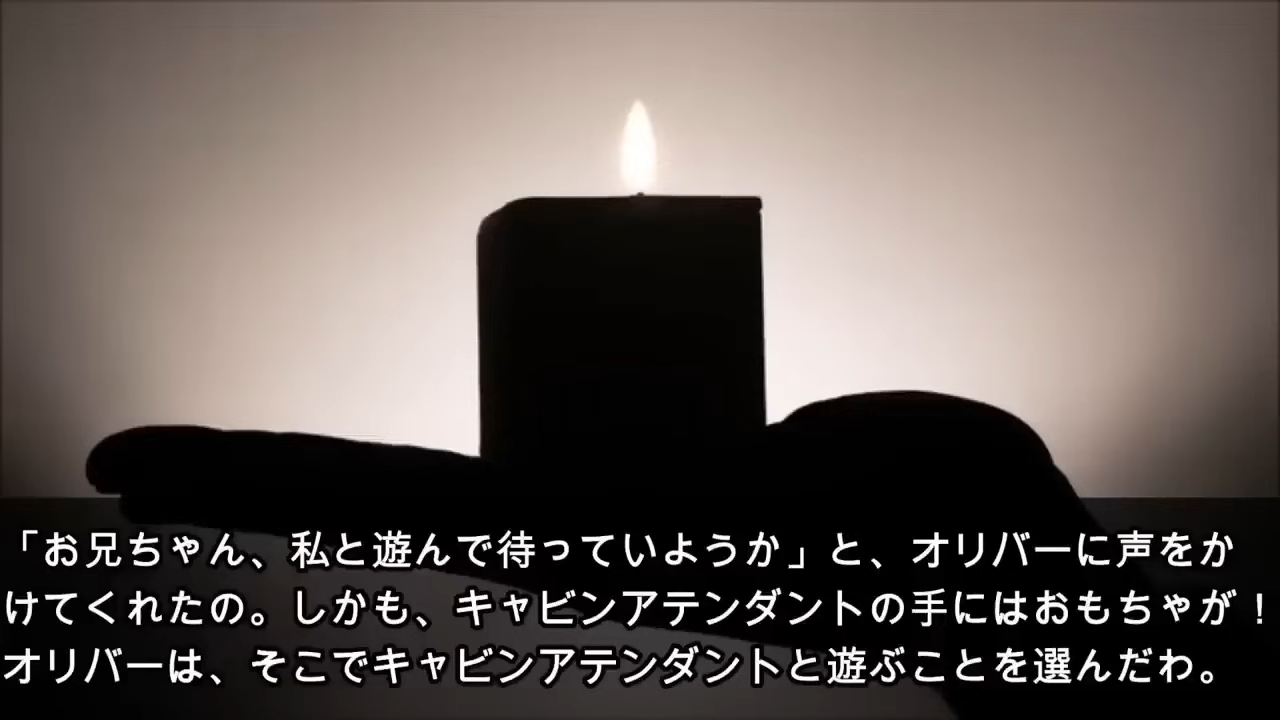 「お兄ちゃん、私と遊んで待っていようか」と、オリバーに声をか
けてくれたの。しかも、キャビンアテンダントの手にはおもちゃが！
オリバーは、そこでキャビンアテンダントと遊ぶことを選んだわ。